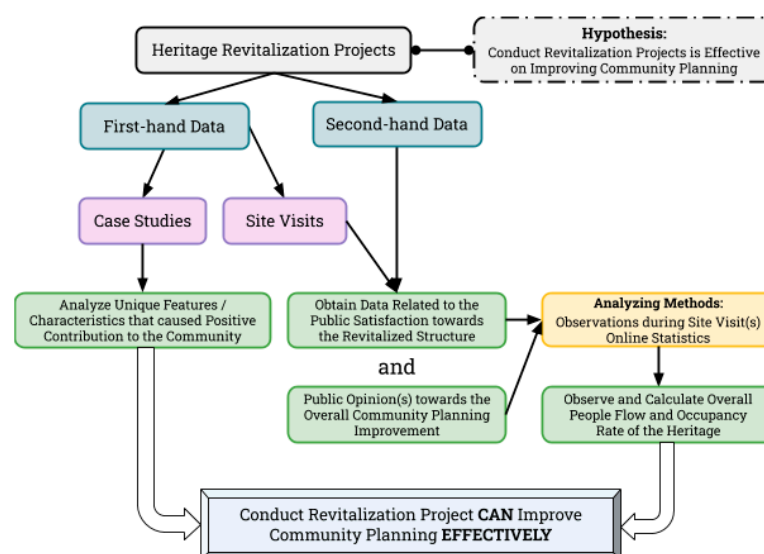 Heritage Revitalization Projects
Hypothesis:
Conduct Revitalization Projects is Effective
on Improving Community Planning
First-hand Data
Second-hand Data
Case Studies
Site Visits
Analyze Unique Features /
Characteristics that caused Positive
Contribution to the Community
Obtain Data Related to the
Public Satisfaction towards
the Revitalized Structure
Analyzing Methods:
Observations during Site Visit(s)
Online Statistics
and
Public Opinion(s) towards the
Overall Community Planning
Improvement
Observe and Calculate Overall
People Flow and Occupancy
Rate of the Heritage
Conduct Revitalization Project CAN Improve
Community Planning EFFECTIVELY